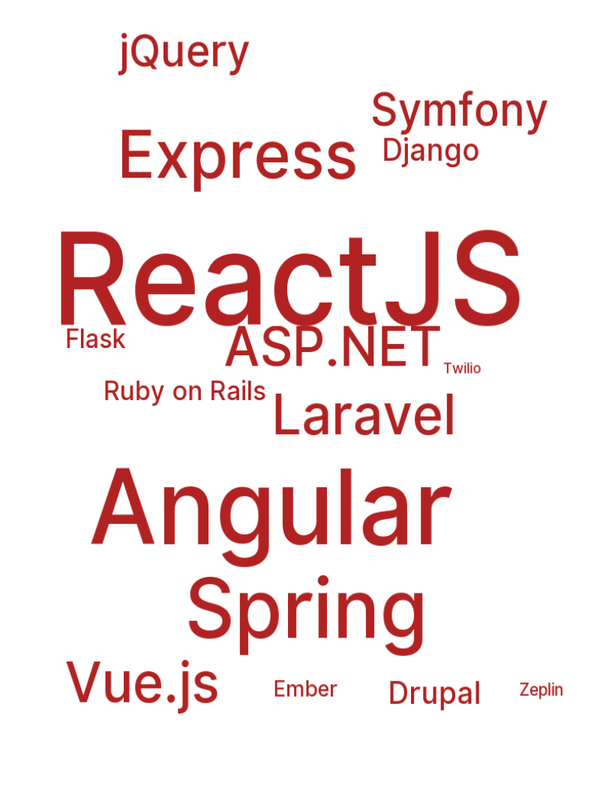 jQuery
Symfony
Express
Django
ReactJS
Flask
ASP.NET
Twilio
Ruby on Rails
Laravel
Angular
Spring
Vue.js
Ember
Drupal
Zeplin